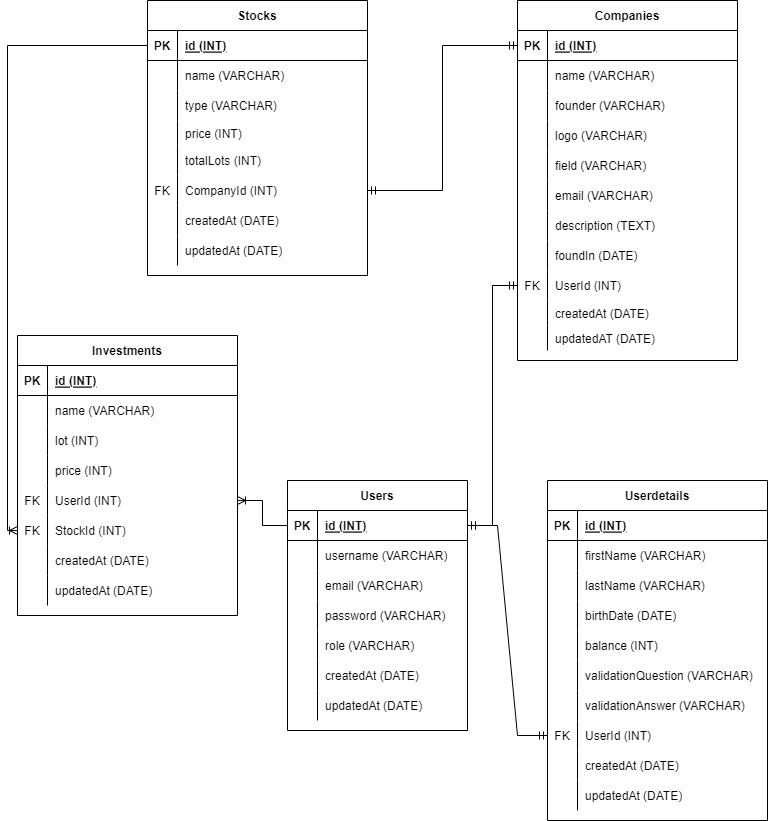 Stocks
PK id (INT)
name (VARCHAR)
type (VARCHAR)
price (INT)
totalLots (INT)
FK CompanyId (INT)
createdAt (DATE)
updatedAt (DATE)
Companies
PK id (INT)
name (VARCHAR)
founder (VARCHAR)
logo (VARCHAR)
field (VARCHAR)
email (VARCHAR)
description (TEXT)
foundIn (DATE)
FK UserId (INT)
createdAt (DATE)
updatedAT (DATE)
Investments
PK id (INT)
name (VARCHAR)
lot (INT)
price (INT)
FK UserId (INT)
FK StockId (INT)
createdAt (DATE)
updatedAt (DATE)
Users
PK id (INT)
username (VARCHAR)
email (VARCHAR)
password (VARCHAR)
role (VARCHAR)
createdAt (DATE)
updatedAt (DATE)
Userdetails
PK id (INT)
firstName (VARCHAR)
lastName (VARCHAR)
birthDate (DATE)
balance (INT)
validationQuestion (VARCHAR)
validationAnswer (VARCHAR)
FK UserId (INT)
createdAt (DATE)
updatedAt (DATE)